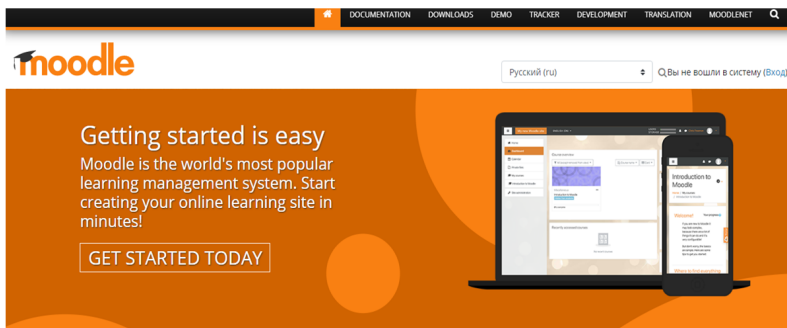 DOCUMENTATION DOWNLOADS DEMO TRACKER DEVELOPMENT TRANSLATION MOODLENET
moodle
Русский (ru) Вы не вошли в систему (Вход)
Getting started is easy
Moodle is the world's most popular
learning management system. Start
creating your online learning site in
minutes!
GET STARTED TODAY
Introduction to
Moodle
Welcome!